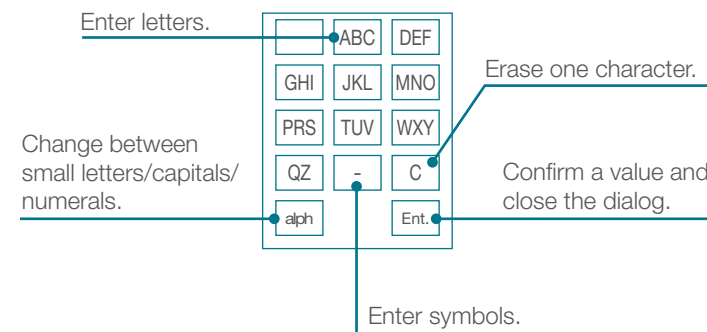 Enter letters.
ABC DEF
GHI JKL MNO
Erase one character.
PRS TUV WXY
Change between
small letters/capitals/
numerals.
QZ - C
Confirm a value and
close the dialog.
alph Ent.
Enter symbols.